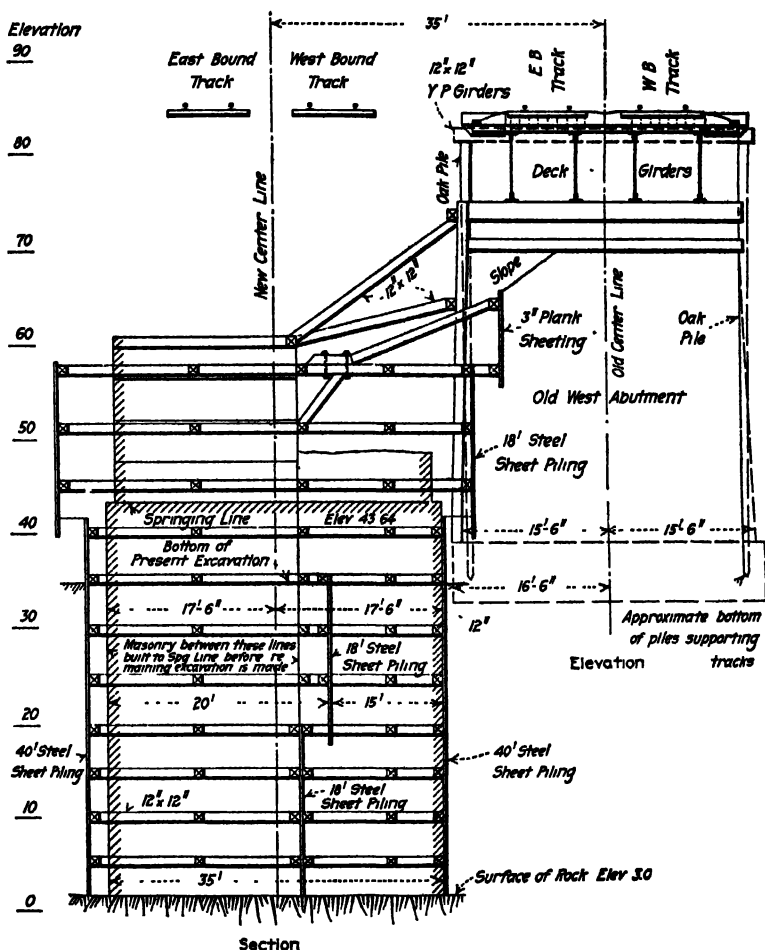 35'
Elevation
90
East Bound
Track
West Bound
Track
12" x 12"
Y P Girders
E B
Track
W B
Track
80
Oak Pile
Deck Girders
New Center Line
70
12" x 12"
Slope
60
3" Plank
Sheeting
Old Center Line
Oak
Pile
Old West Abutment
50
18' Steel
Sheet Piling
Springing Line Elev 43 64
40
Bottom of
Present Excavation
15'-6" 15'-6"
16'-6"
30
17'-6" 17'-6"
12"
Approximate bottom
of piles supporting
tracks
Masonry between these lines
built to Spg Line before re
maining excavation is made
18' Steel
Sheet Piling
Elevation
20' 15'
20
40' Steel
Sheet Piling
40' Steel
Sheet Piling
18' Steel
Sheet Piling
12" x 12"
10
35'
Surface of Rock Elev 3.0
0
Section